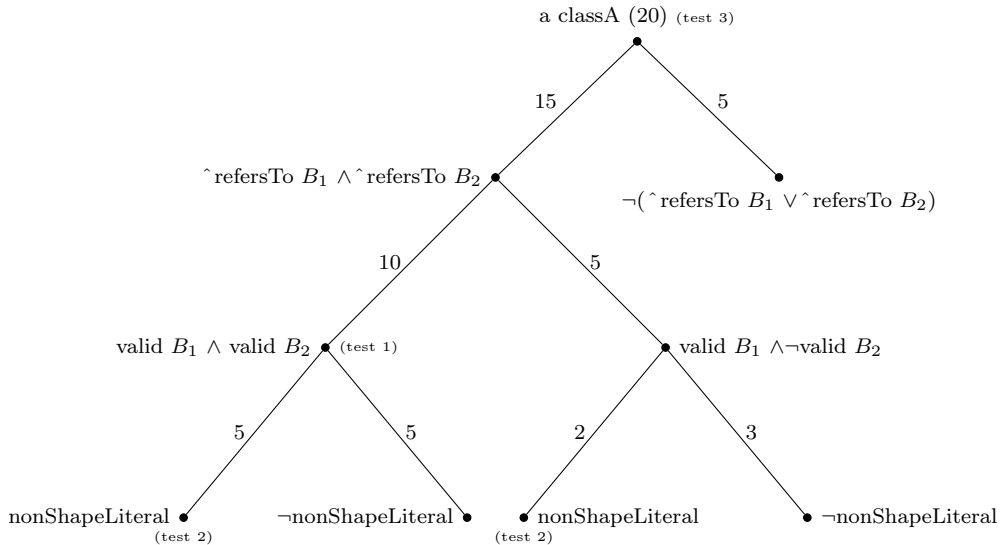 a classA (20) (test 3)
15
5
ˆrefersTo B₁ ∧ˆrefersTo B₂
¬(ˆrefersTo B₁ ∨ˆrefersTo B₂)
10
5
valid B₁ ∧ valid B₂ (test 1)
valid B₁ ∧¬valid B₂
5
5
2
3
nonShapeLiteral
(test 2)
¬nonShapeLiteral
nonShapeLiteral
(test 2)
¬nonShapeLiteral